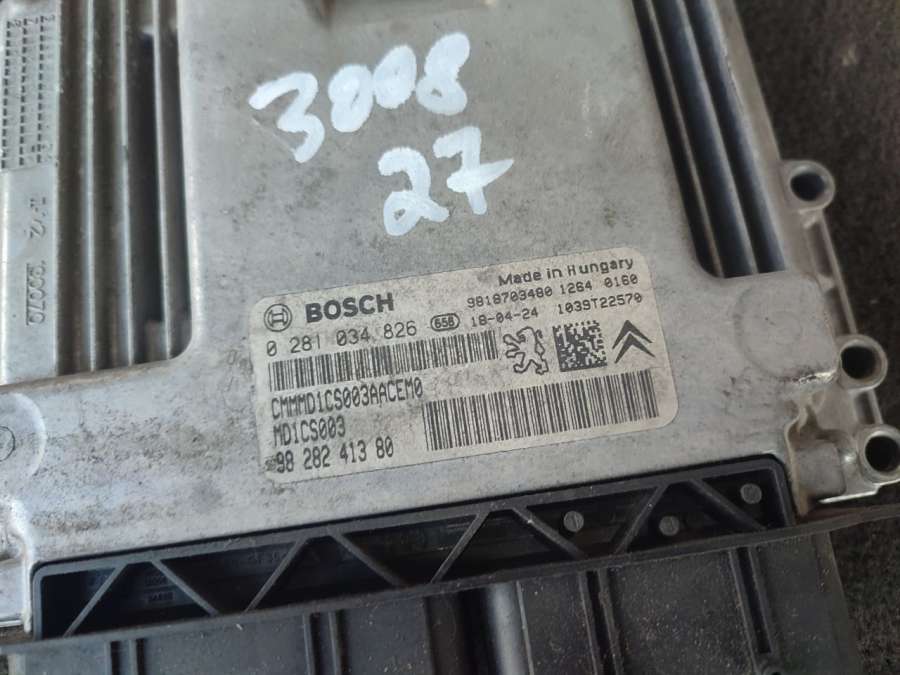 3008
27
BOSCH
Made in Hungary
9818703480 1264 0160
0 281 034 826 658 18-04-24 1039T22570
CMMMD1CS003AACEM0
MD1CS003
98 282 413 80